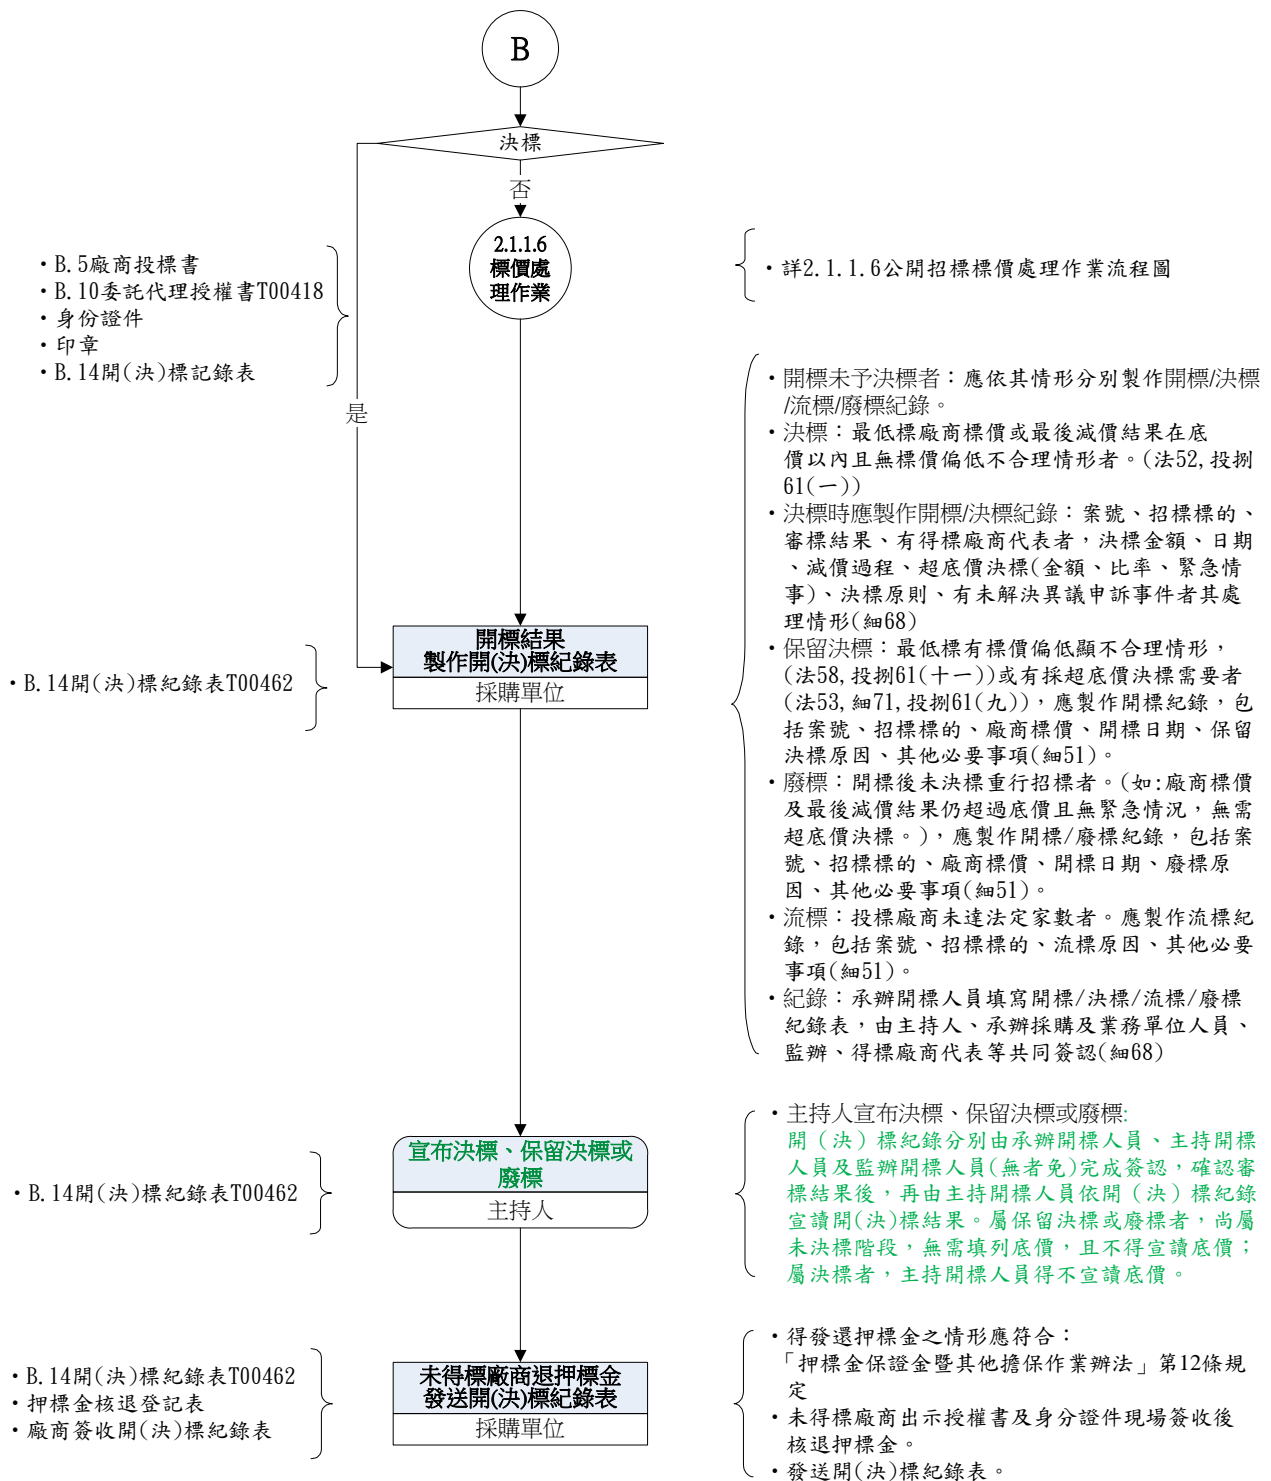 B
決標
否
是
2.1.1.6
標價處
理作業
・B.5廠商投標書
・B.10委託代理授權書T00418
・身份證件
・印章
・B.14開(決)標記錄表
・詳2.1.1.6公開招標標價處理作業流程圖
開標結果
製作開(決)標紀錄表
採購單位
・B.14開(決)標紀錄表T00462
・開標未予決標者：應依其情形分別製作開標/決標
/流標/廢標紀錄。
・決標：最低標廠商標價或最後減價結果在底
價以內且無標價偏低不合理情形者。(法52,投捌
61(一))
・決標時應製作開標/決標紀錄：案號、招標標的、
審標結果、有得標廠商代表者，決標金額、日期
、減價過程、超底價決標(金額、比率、緊急情
事)、決標原則、有未解決異議申訴事件者其處
理情形(細68)
・保留決標：最低標有標價偏低顯不合理情形，
(法58,投捌61(十一))或有採超底價決標需要者
(法53,細71,投捌61(九))，應製作開標紀錄，包
括案號、招標標的、廠商標價、開標日期、保留
決標原因、其他必要事項(細51)。
・廢標：開標後未決標重行招標者。(如:廠商標價
及最後減價結果仍超過底價且無緊急情況，無需
超底價決標。)，應製作開標/廢標紀錄，包括案
號、招標標的、廠商標價、開標日期、廢標原
因、其他必要事項(細51)。
・流標：投標廠商未達法定家數者。應製作流標紀
錄，包括案號、招標標的、流標原因、其他必要
事項(細51)。
・紀錄：承辦開標人員填寫開標/決標/流標/廢標
紀錄表，由主持人、承辦採購及業務單位人員、
監辦、得標廠商代表等共同簽認(細68)
宣布決標、保留決標或
廢標
主持人
・B.14開(決)標紀錄表T00462
・主持人宣布決標、保留決標或廢標:
開（決）標紀錄分別由承辦開標人員、主持開標
人員及監辦開標人員(無者免)完成簽認，確認審
標結果後，再由主持開標人員依開（決）標紀錄
宣讀開(決)標結果。屬保留決標或廢標者，尚屬
未決標階段，無需填列底價，且不得宣讀底價；
屬決標者，主持開標人員得不宣讀底價。
未得標廠商退押標金
發送開(決)標紀錄表
採購單位
・B.14開(決)標紀錄表T00462
・押標金核退登記表
・廠商簽收開(決)標紀錄表
・得發還押標金之情形應符合：
「押標金保證金暨其他擔保作業辦法」第12條規
定
・未得標廠商出示授權書及身分證件現場簽收後
核退押標金。
・發送開(決)標紀錄表。